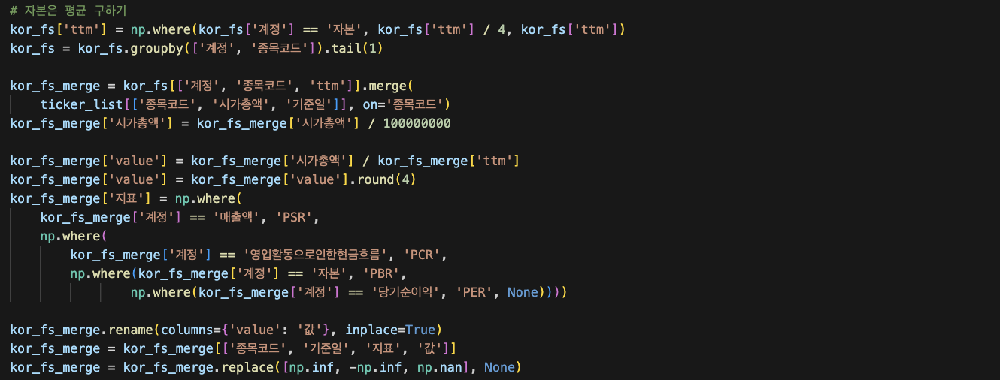 # 자본은 평균 구하기
kor_fs['ttm'] = np.where(kor_fs['계정'] == '자본', kor_fs['ttm'] / 4, kor_fs['ttm'])
kor_fs = kor_fs.groupby(['계정', '종목코드']).tail(1)

kor_fs_merge = kor_fs[['계정', '종목코드', 'ttm']].merge(
    ticker_list[['종목코드', '시가총액', '기준일']], on='종목코드')
kor_fs_merge['시가총액'] = kor_fs_merge['시가총액'] / 100000000

kor_fs_merge['value'] = kor_fs_merge['시가총액'] / kor_fs_merge['ttm']
kor_fs_merge['value'] = kor_fs_merge['value'].round(4)
kor_fs_merge['지표'] = np.where(
    kor_fs_merge['계정'] == '매출액', 'PSR',
    np.where(
        kor_fs_merge['계정'] == '영업활동으로인한현금흐름', 'PCR',
        np.where(kor_fs_merge['계정'] == '자본', 'PBR',
                np.where(kor_fs_merge['계정'] == '당기순이익', 'PER', None))))

kor_fs_merge.rename(columns={'value': '값'}, inplace=True)
kor_fs_merge = kor_fs_merge[['종목코드', '기준일', '지표', '값']]
kor_fs_merge = kor_fs_merge.replace([np.inf, -np.inf, np.nan], None)